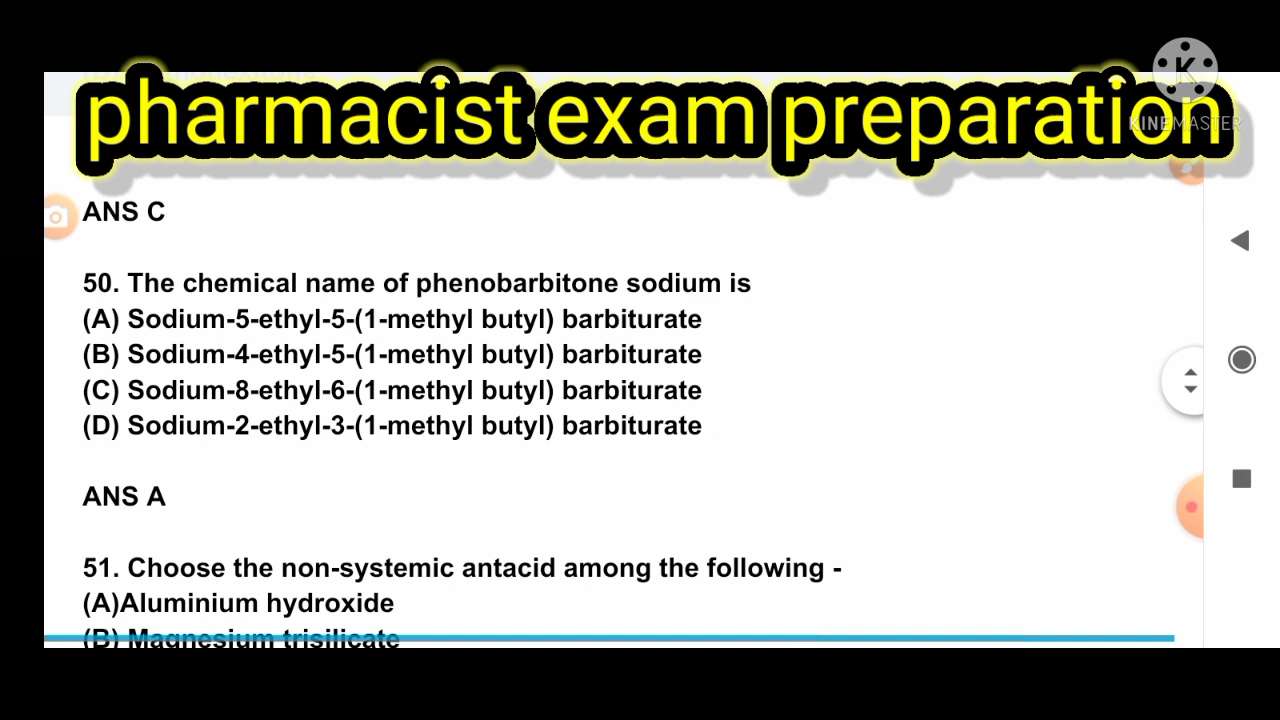 pharmacist exam preparation
KINEMASTER
ANS C
50. The chemical name of phenobarbitone sodium is
(A) Sodium-5-ethyl-5-(1-methyl butyl) barbiturate
(B) Sodium-4-ethyl-5-(1-methyl butyl) barbiturate
(C) Sodium-8-ethyl-6-(1-methyl butyl) barbiturate
(D) Sodium-2-ethyl-3-(1-methyl butyl) barbiturate
ANS A
51. Choose the non-systemic antacid among the following -
(A)Aluminium hydroxide
(B) Magnesium trisilicate